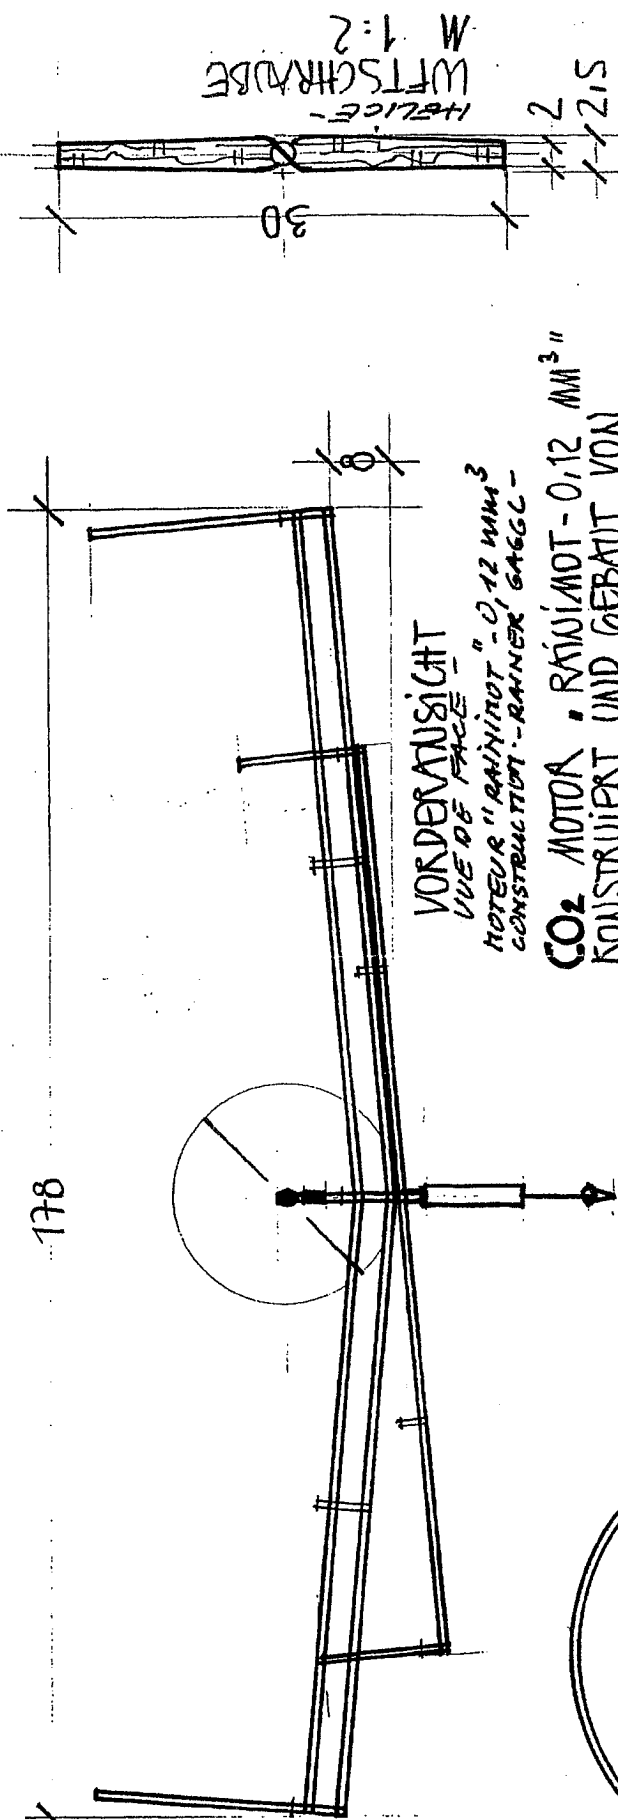 HELICE-
LUFTSCHRAUBE
M 1:2
30
2
2,5
178
8
VORDERANSICHT
VUE DE FACE -
MOTEUR "RAINIMOT" - 0,12 mm³
CONSTRUCTION - RAINER GAGGL -
CO2 MOTOR "RAINIMOT - 0,12 MM³"
KONSTRUIERT UND GEBAUT VON